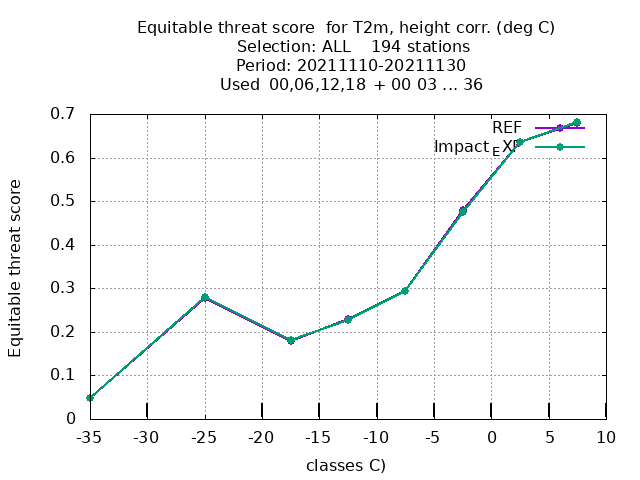 Equitable threat score for T2m, height corr. (deg C)
Selection: ALL 194 stations
Period: 20211110-20211130
Used 00,06,12,18 + 00 03 ... 36
Equitable threat score
0.7
0.6
0.5
0.4
0.3
0.2
0.1
0
REF
Impact_EXP
-35 -30 -25 -20 -15 -10 -5 0 5 10
classes C)